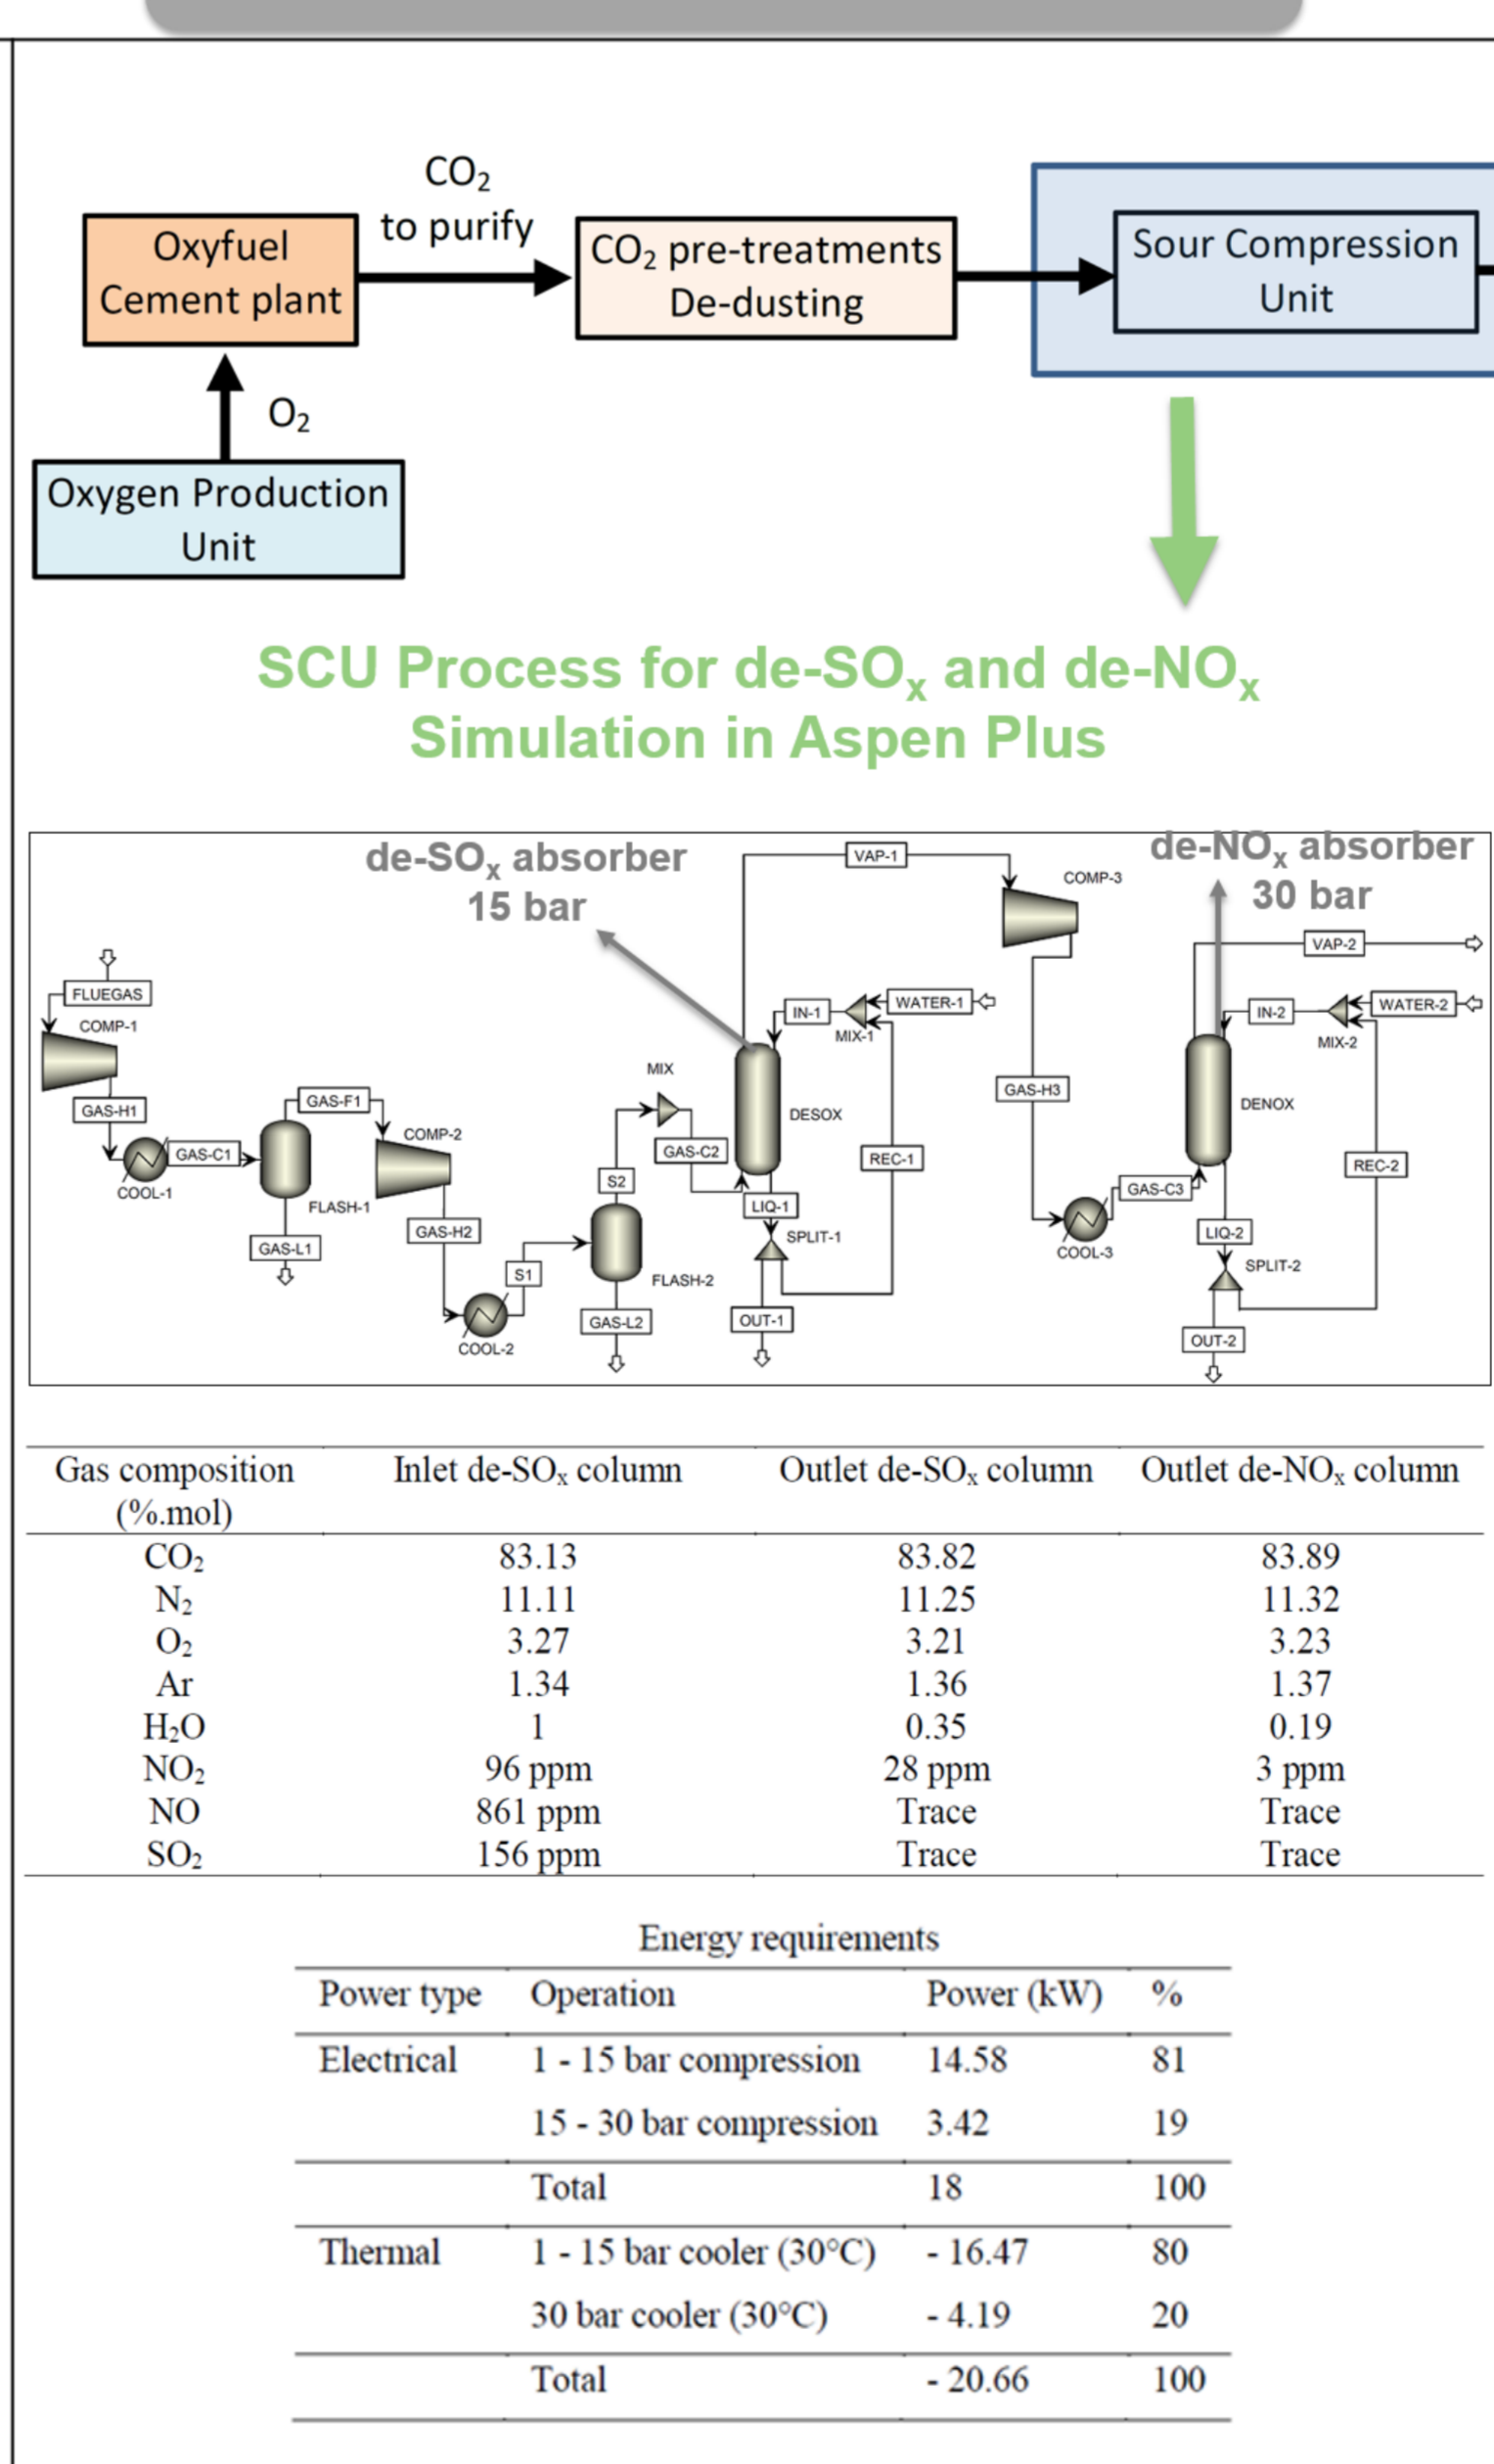 Oxyfuel
Cement plant
CO₂
to purify
CO₂ pre-treatments
De-dusting
Sour Compression
Unit
O₂
Oxygen Production
Unit
SCU Process for de-SOₓ and de-NOₓ
Simulation in Aspen Plus
de-SOₓ absorber
15 bar
de-NOₓ absorber
30 bar
FLUEGAS
COMP-1
GAS-H1
COOL-1
GAS-C1
GAS-F1
FLASH-1
GAS-L1
COMP-2
GAS-H2
COOL-2
S1
S2
FLASH-2
GAS-L2
MIX
GAS-C2
DESOX
VAP-1
IN-1
MIX-1
WATER-1
REC-1
LIQ-1
SPLIT-1
OUT-1
COMP-3
GAS-H3
COOL-3
GAS-C3
DENOX
VAP-2
IN-2
MIX-2
WATER-2
REC-2
LIQ-2
SPLIT-2
OUT-2
Gas composition Inlet de-SOₓ column Outlet de-SOₓ column Outlet de-NOₓ column
(%.mol)
CO₂ 83.13 83.82 83.89
N₂ 11.11 11.25 11.32
O₂ 3.27 3.21 3.23
Ar 1.34 1.36 1.37
H₂O 1 0.35 0.19
NO₂ 96 ppm 28 ppm 3 ppm
NO 861 ppm Trace Trace
SO₂ 156 ppm Trace Trace
Energy requirements
Power type Operation Power (kW) %
Electrical 1 - 15 bar compression 14.58 81
15 - 30 bar compression 3.42 19
Total 18 100
Thermal 1 - 15 bar cooler (30°C) - 16.47 80
30 bar cooler (30°C) - 4.19 20
Total - 20.66 100